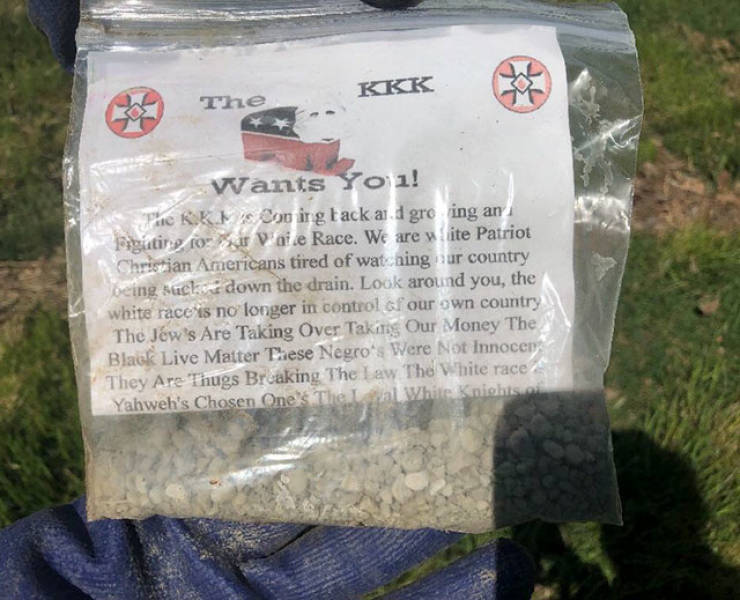 The KKK
Wants You!
The K.K.K is Coming back and growing and
Fighting for Our White Race. We are white Patriot
Christian Americans tired of watching our country
being sucked down the drain. Look around you, the
white race is no longer in control of our own country
The Jew's Are Taking Over Taking Our Money The
Black Live Matter These Negro's Were Not Innocent
They Are Thugs Breaking The Law The White race
Yahweh's Chosen One's The Loyal White Knights of